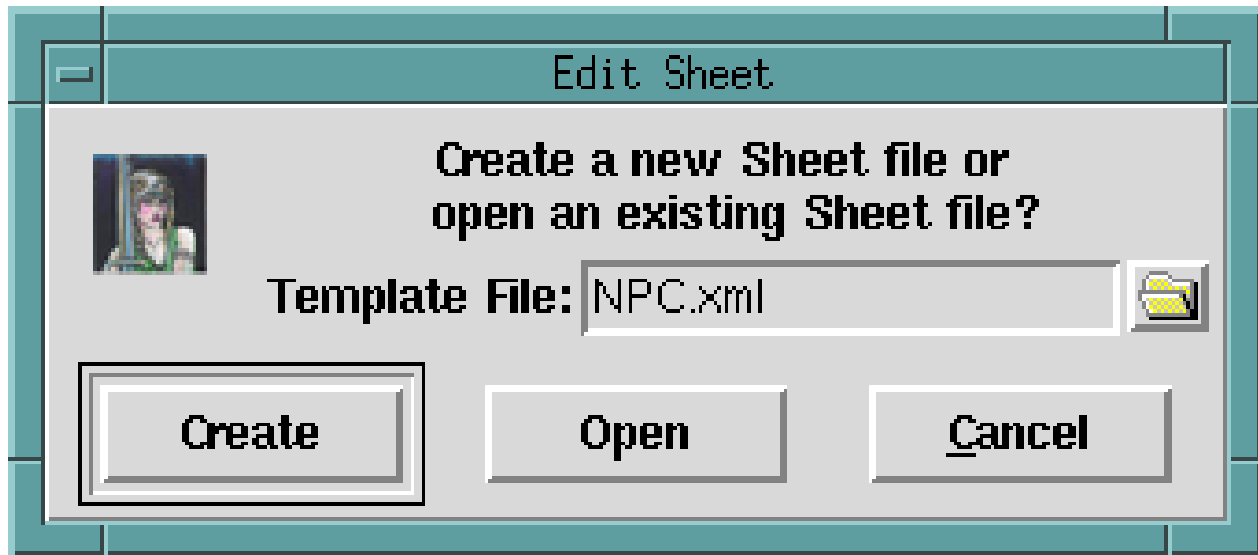 Edit Sheet
Create a new Sheet file or
open an existing Sheet file?
Template File: NPC.xml
Create Open Cancel